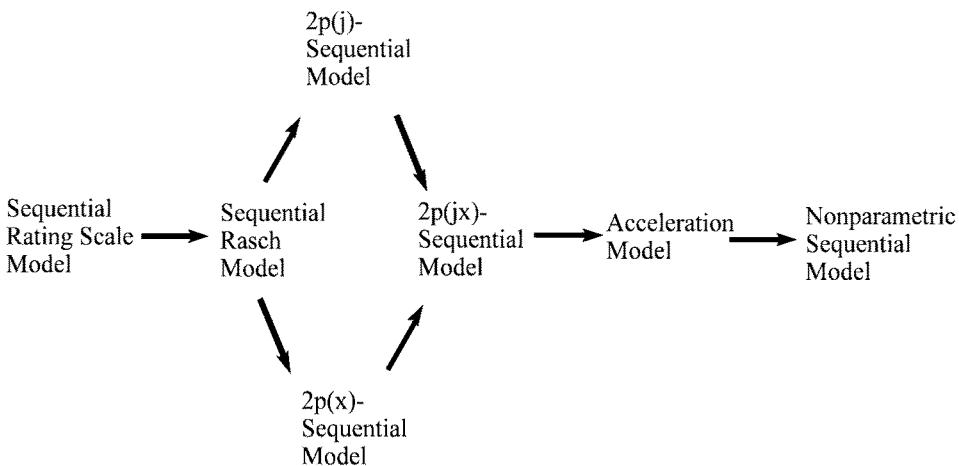 2p(j)-
Sequential
Model
Sequential
Rating Scale
Model
Sequential
Rasch
Model
2p(jx)-
Sequential
Model
Acceleration
Model
Nonparametric
Sequential
Model
2p(x)-
Sequential
Model